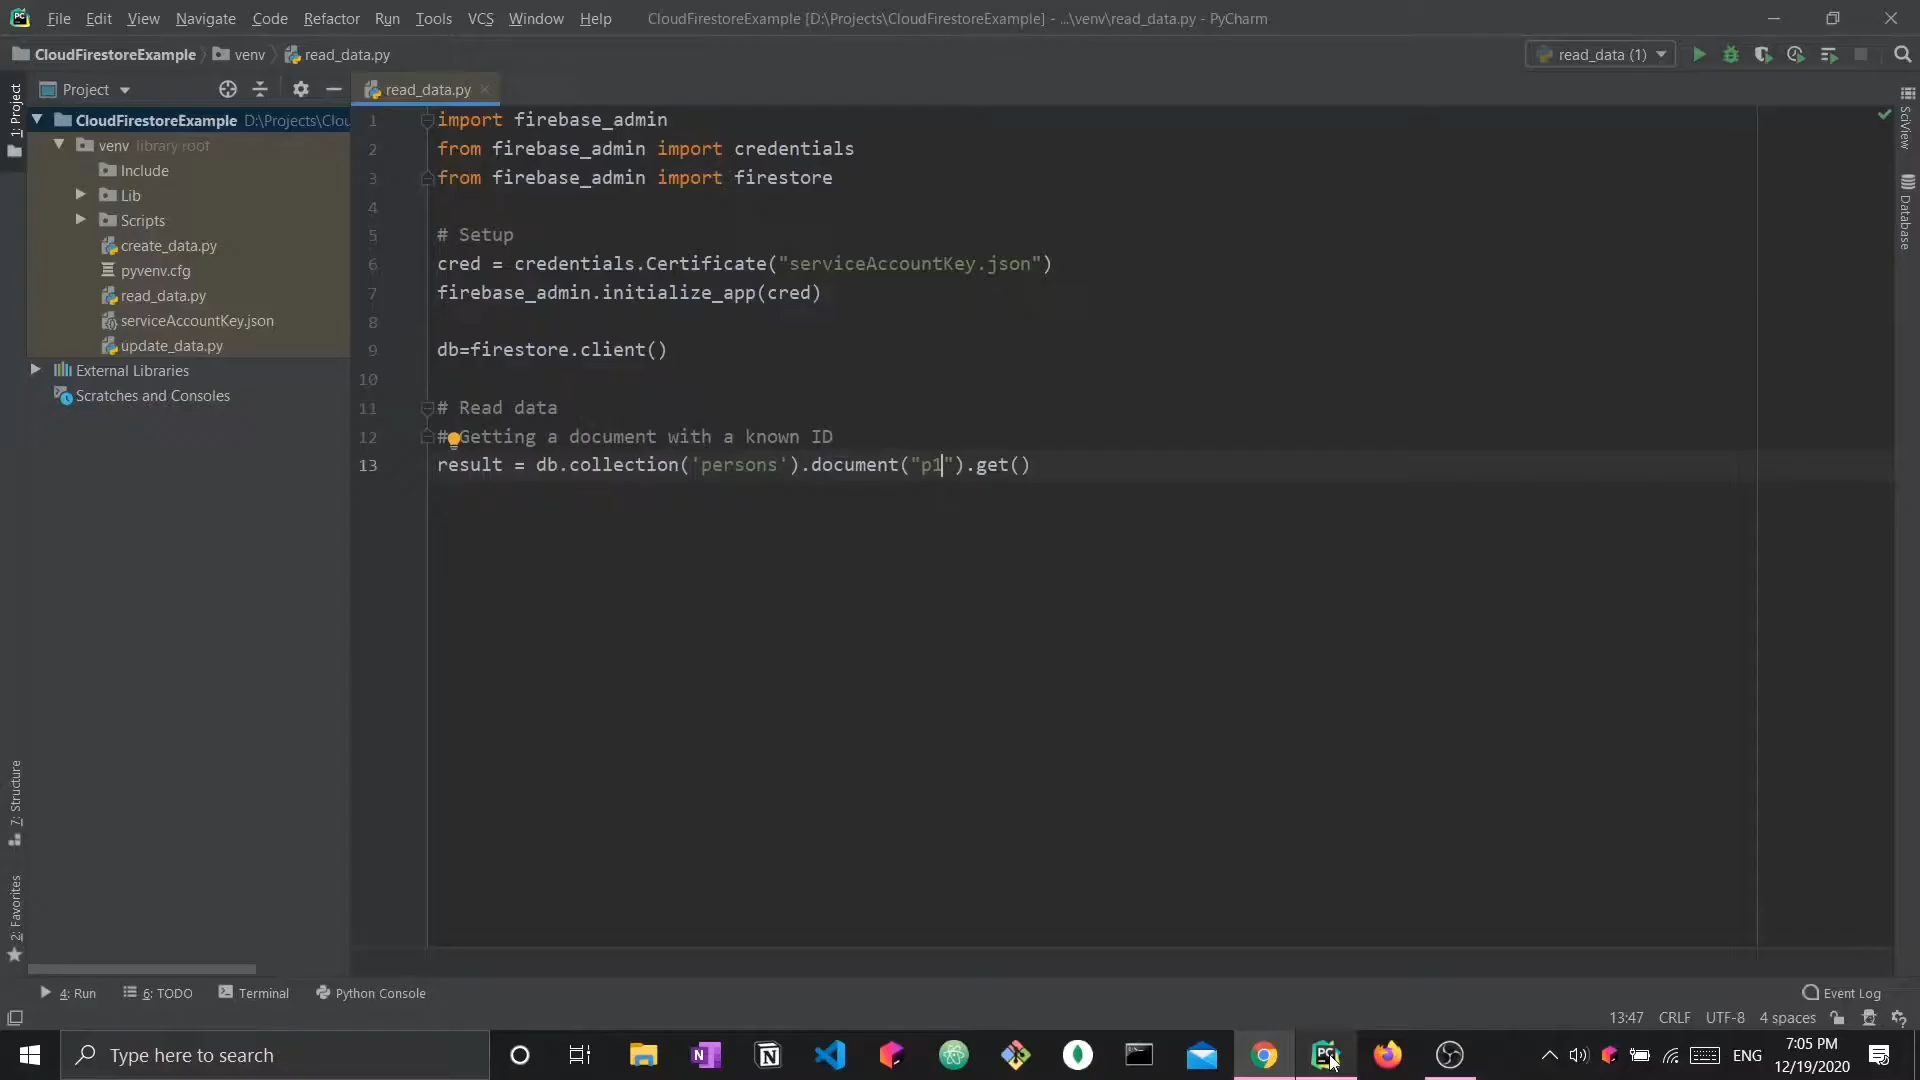 File Edit View Navigate Code Refactor Run Tools VCS Window Help CloudFirestoreExample [D:\Projects\CloudFirestoreExample] - ...\venv\read_data.py - PyCharm
CloudFirestoreExample venv read_data.py read_data (1)
Project
read_data.py
CloudFirestoreExample D:\Projects\Clou
venv library root
Include
Lib
Scripts
create_data.py
pyvenv.cfg
read_data.py
serviceAccountKey.json
update_data.py
External Libraries
Scratches and Consoles
1: Project
7: Structure
2: Favorites
1 import firebase_admin
2 from firebase_admin import credentials
3 from firebase_admin import firestore
4
5 # Setup
6 cred = credentials.Certificate("serviceAccountKey.json")
7 firebase_admin.initialize_app(cred)
8
9 db=firestore.client()
10
11 # Read data
12 # Getting a document with a known ID
13 result = db.collection('persons').document("p1").get()
SciView
Database
4: Run 6: TODO Terminal Python Console Event Log
13:47 CRLF UTF-8 4 spaces
Type here to search
ENG
7:05 PM
12/19/2020